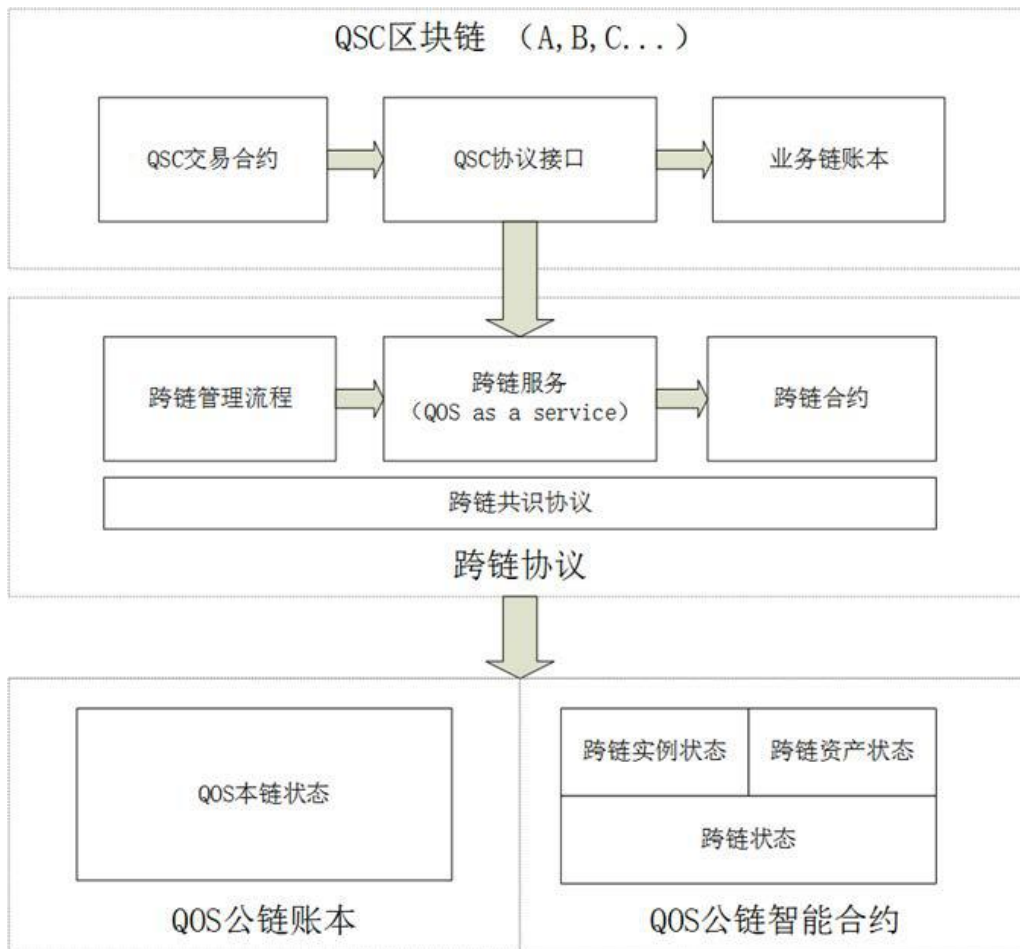 QSC区块链 （A,B,C...）
QSC交易合约
QSC协议接口
业务链账本
跨链管理流程
跨链服务
（QOS as a service）
跨链合约
跨链共识协议
跨链协议
QOS本链状态
跨链实例状态
跨链资产状态
跨链状态
QOS公链账本
QOS公链智能合约